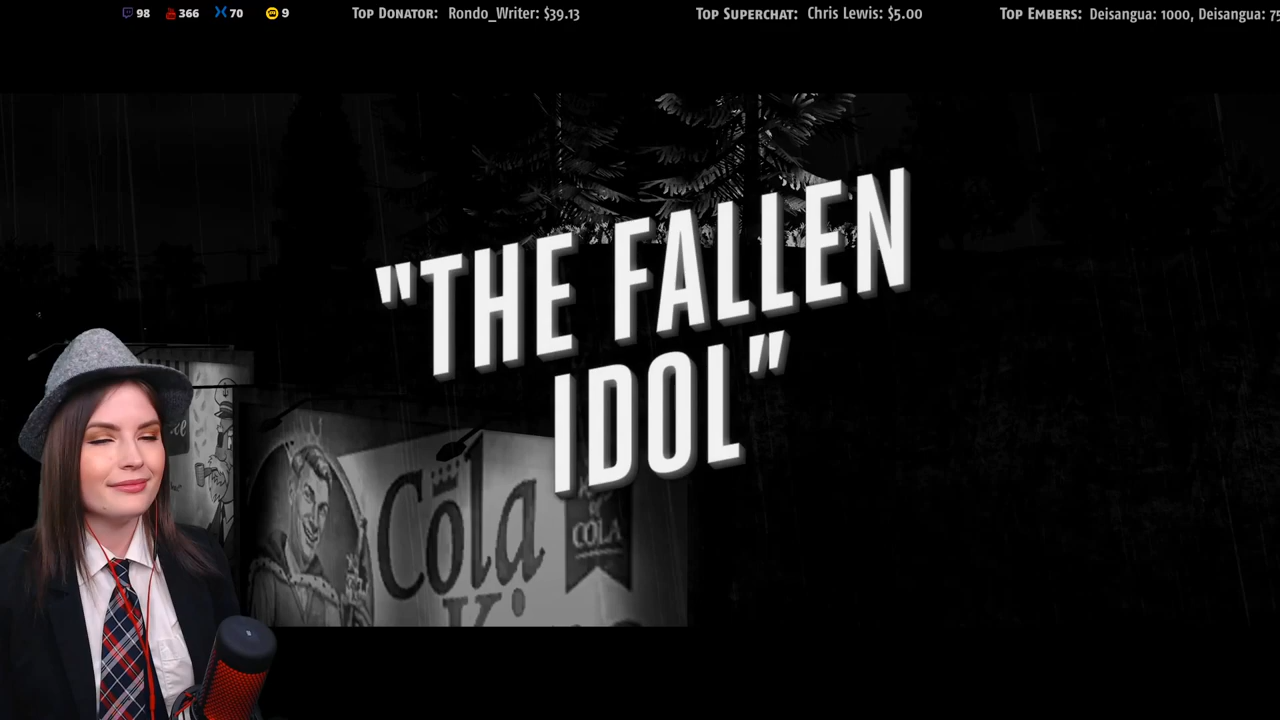 98 366 70 9 Top Donator: Rondo_Writer: $39.13 Top Superchat: Chris Lewis: $5.00 Top Embers: Deisangua: 1000, Deisangua: 75
"THE FALLEN
IDOL"
Cola
COLA